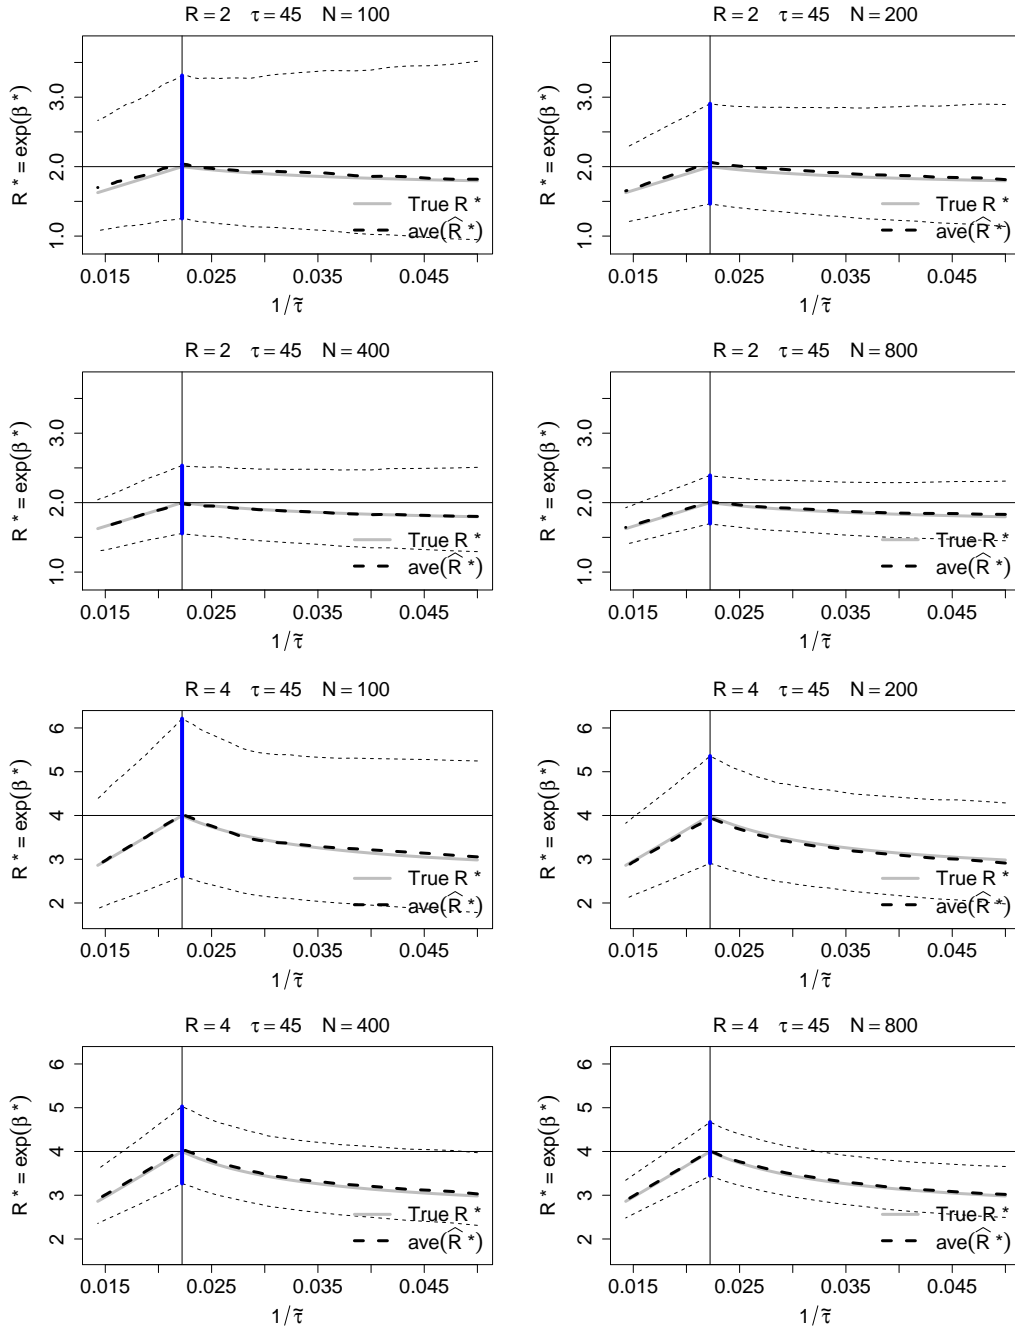 R = 2 τ = 45 N = 100
R * = exp(β *)
1.0 2.0 3.0
True R *
ave(R̂ *)
0.015 0.025 0.035 0.045
1/τ̃
R = 2 τ = 45 N = 200
R * = exp(β *)
1.0 2.0 3.0
True R *
ave(R̂ *)
0.015 0.025 0.035 0.045
1/τ̃
R = 2 τ = 45 N = 400
R * = exp(β *)
1.0 2.0 3.0
True R *
ave(R̂ *)
0.015 0.025 0.035 0.045
1/τ̃
R = 2 τ = 45 N = 800
R * = exp(β *)
1.0 2.0 3.0
True R *
ave(R̂ *)
0.015 0.025 0.035 0.045
1/τ̃
R = 4 τ = 45 N = 100
R * = exp(β *)
2 3 4 5 6
True R *
ave(R̂ *)
0.015 0.025 0.035 0.045
1/τ̃
R = 4 τ = 45 N = 200
R * = exp(β *)
2 3 4 5 6
True R *
ave(R̂ *)
0.015 0.025 0.035 0.045
1/τ̃
R = 4 τ = 45 N = 400
R * = exp(β *)
2 3 4 5 6
True R *
ave(R̂ *)
0.015 0.025 0.035 0.045
1/τ̃
R = 4 τ = 45 N = 800
R * = exp(β *)
2 3 4 5 6
True R *
ave(R̂ *)
0.015 0.025 0.035 0.045
1/τ̃